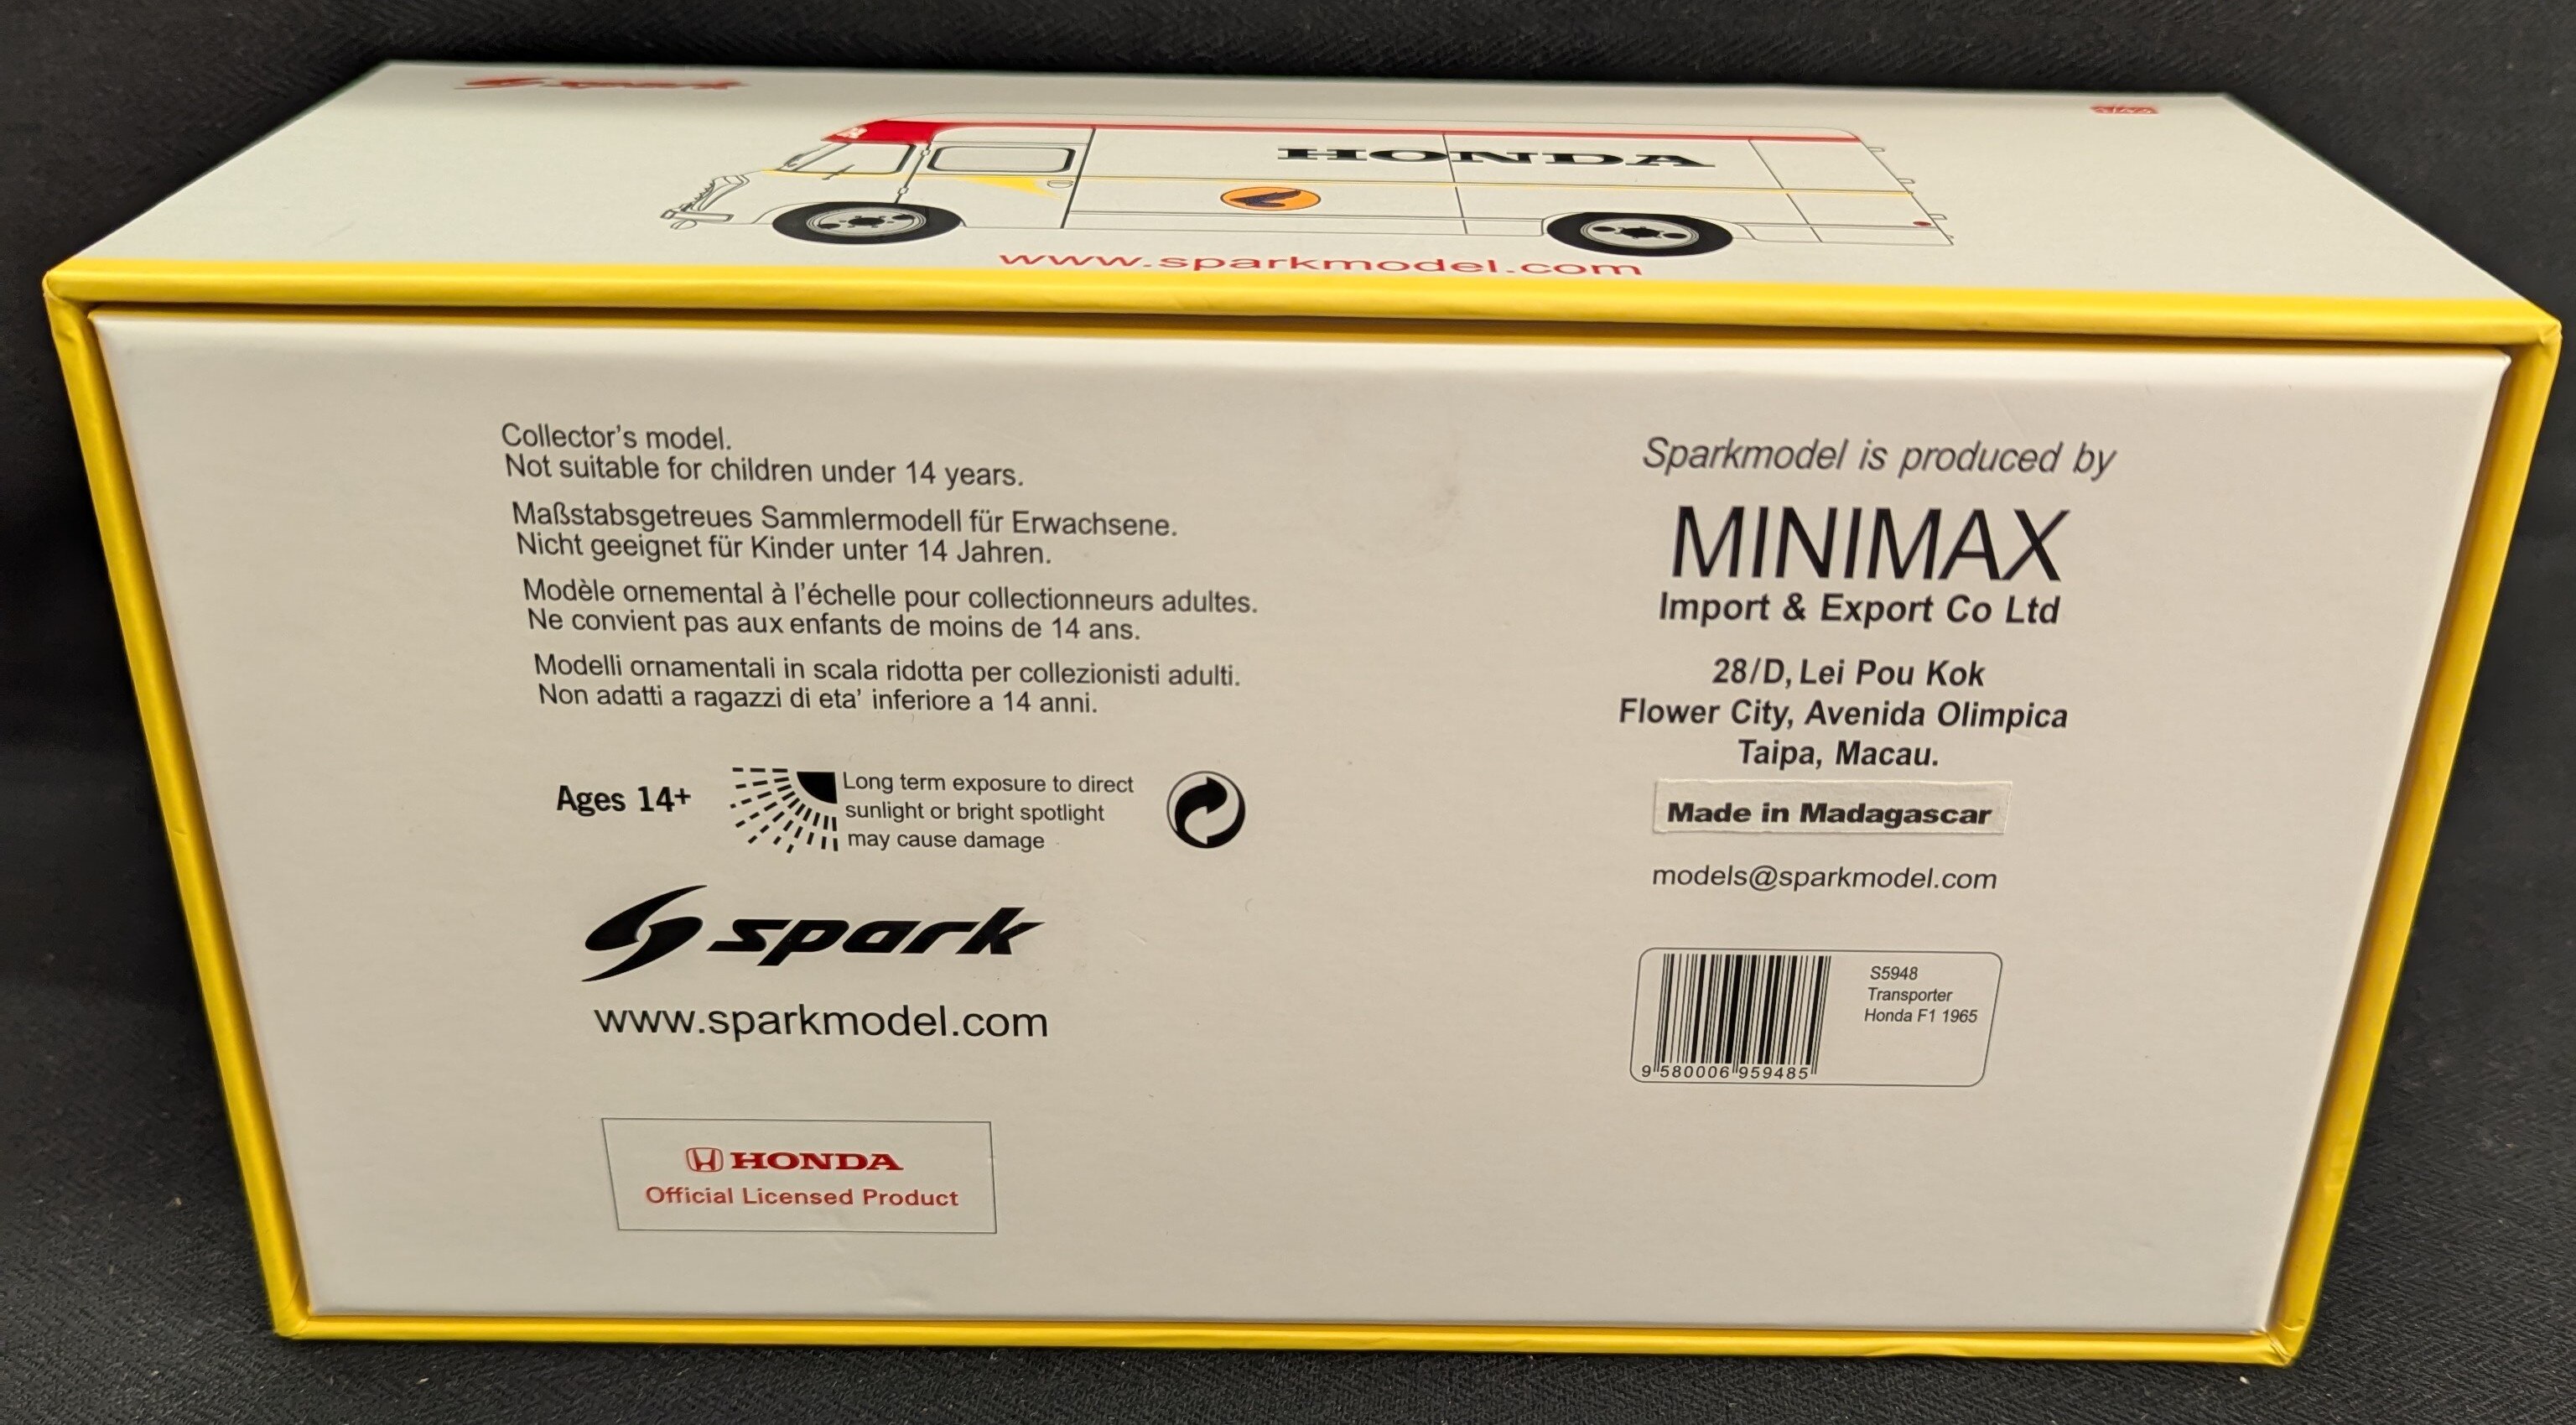 spark
HONDA
www.sparkmodel.com
Collector's model.
Not suitable for children under 14 years.
Maßstabsgetreues Sammlermodell für Erwachsene.
Nicht geeignet für Kinder unter 14 Jahren.
Modèle ornemental à l'échelle pour collectionneurs adultes.
Ne convient pas aux enfants de moins de 14 ans.
Modelli ornamentali in scala ridotta per collezionisti adulti.
Non adatti a ragazzi di eta' inferiore a 14 anni.
Ages 14+
Long term exposure to direct
sunlight or bright spotlight
may cause damage
spark
www.sparkmodel.com
HONDA
Official Licensed Product
Sparkmodel is produced by
MINIMAX
Import & Export Co Ltd
28/D, Lei Pou Kok
Flower City, Avenida Olimpica
Taipa, Macau.
Made in Madagascar
models@sparkmodel.com
S5948
Transporter
Honda F1 1965
9 580006 959485